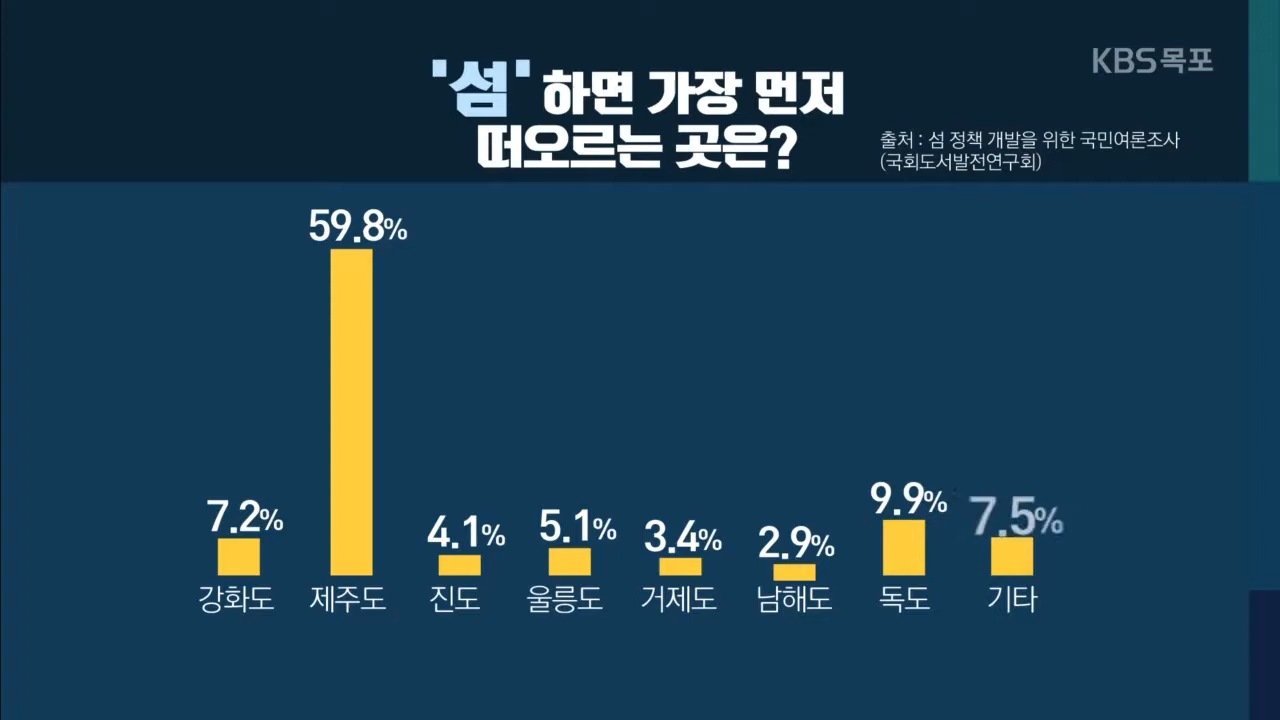 KBS목포
'섬' 하면 가장 먼저
떠오르는 곳은?
출처 : 섬 정책 개발을 위한 국민여론조사
(국회도서발전연구회)
59.8%
7.2%
4.1%
5.1%
3.4%
2.9%
9.9%
7.5%
강화도 제주도 진도 울릉도 거제도 남해도 독도 기타